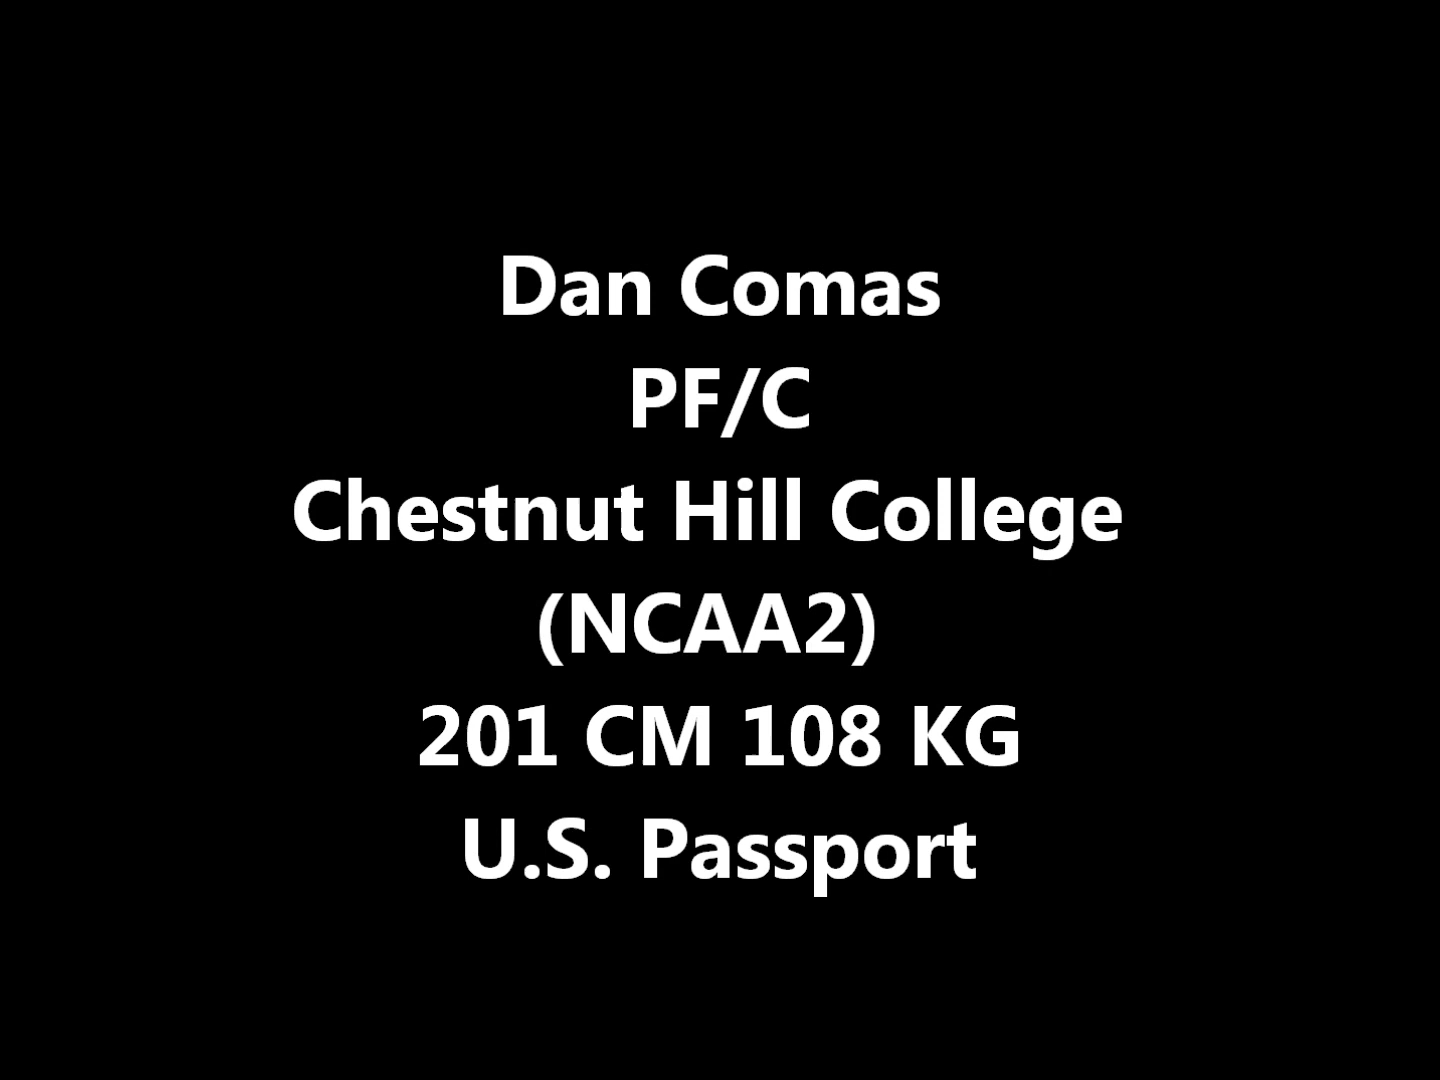 Dan Comas
PF/C
Chestnut Hill College
(NCAA2)
201 CM 108 KG
U.S. Passport